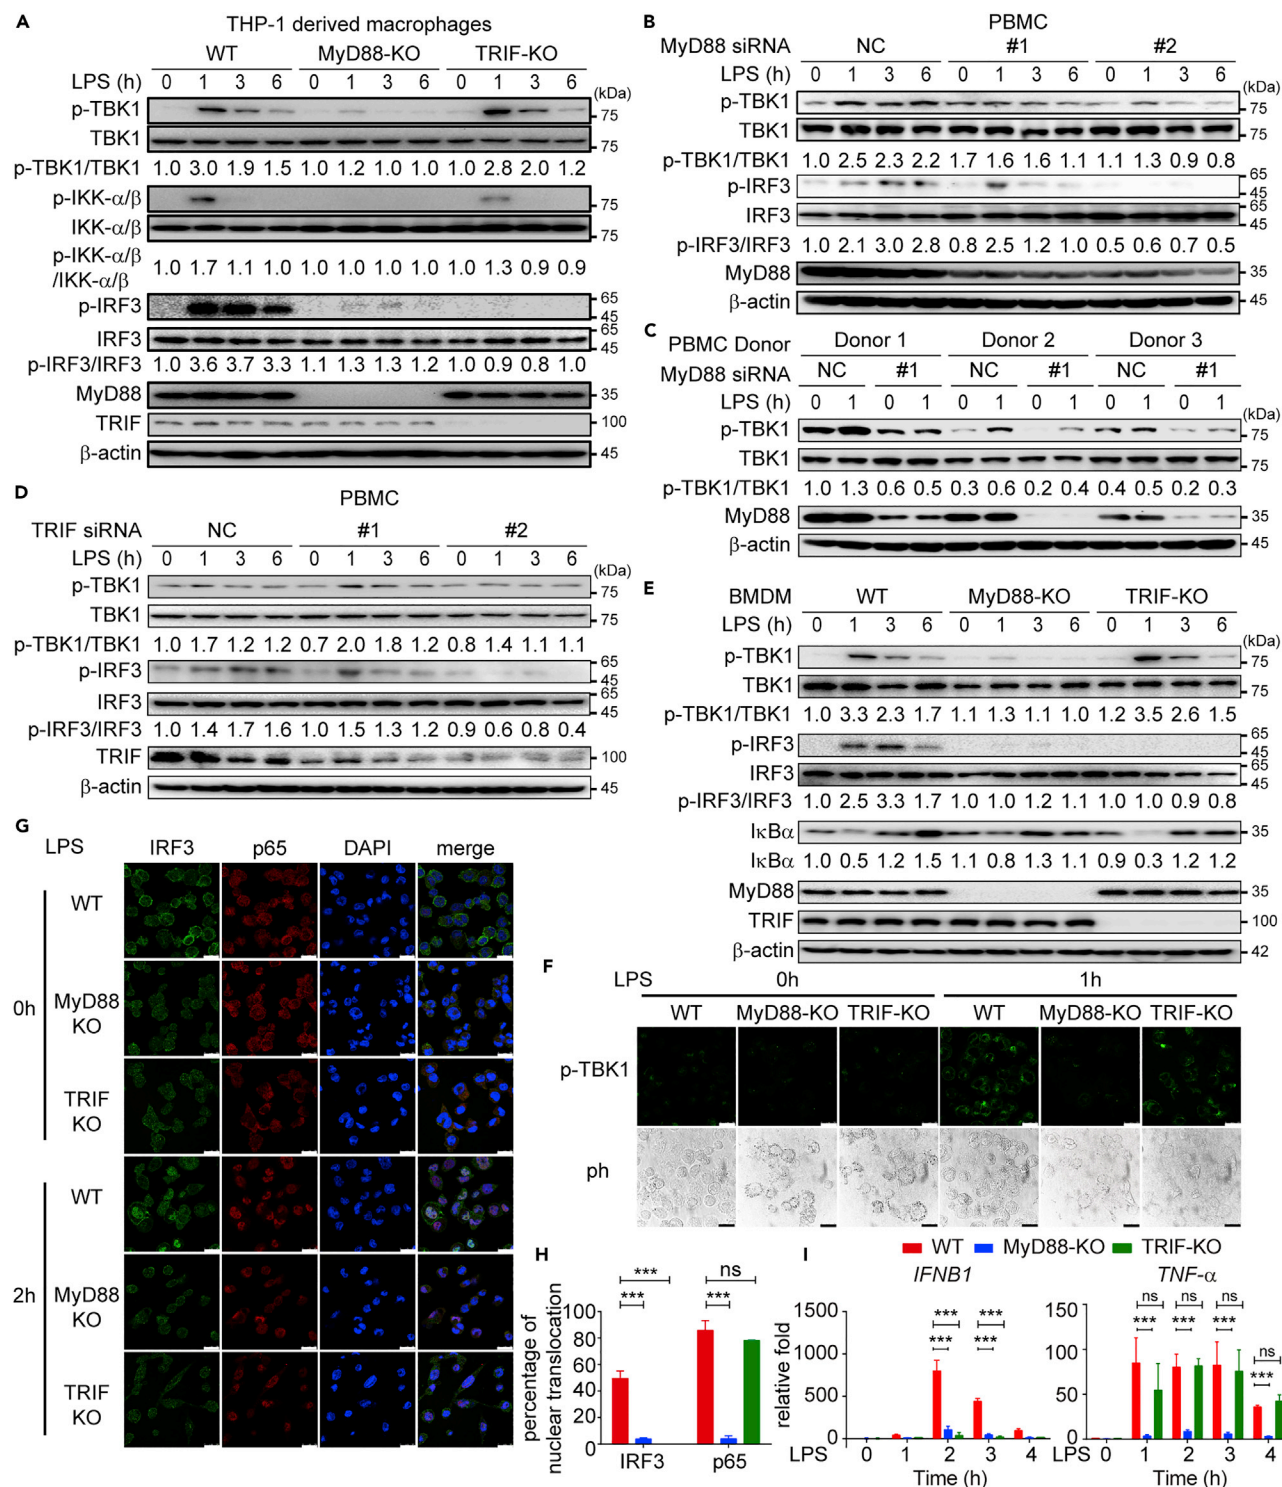 A
THP-1 derived macrophages
WT MyD88-KO TRIF-KO
LPS (h) 0 1 3 6 0 1 3 6 0 1 3 6
(kDa)
p-TBK1 75
TBK1 75
p-TBK1/TBK1 1.0 3.0 1.9 1.5 1.0 1.2 1.0 1.0 1.0 2.8 2.0 1.2
p-IKK-α/β 75
IKK-α/β 75
p-IKK-α/β
/IKK-α/β 1.0 1.7 1.1 1.0 1.0 1.0 1.0 1.0 1.0 1.3 0.9 0.9
p-IRF3 65
45
IRF3 65
45
p-IRF3/IRF3 1.0 3.6 3.7 3.3 1.1 1.3 1.3 1.2 1.0 0.9 0.8 1.0
MyD88 35
TRIF 100
β-actin 45
B
PBMC
MyD88 siRNA NC #1 #2
LPS (h) 0 1 3 6 0 1 3 6 0 1 3 6
(kDa)
p-TBK1 75
TBK1 75
p-TBK1/TBK1 1.0 2.5 2.3 2.2 1.7 1.6 1.6 1.1 1.1 1.3 0.9 0.8
p-IRF3 65
45
IRF3 65
45
p-IRF3/IRF3 1.0 2.1 3.0 2.8 0.8 2.5 1.2 1.0 0.5 0.6 0.7 0.5
MyD88 35
β-actin 45
C
PBMC Donor Donor 1 Donor 2 Donor 3
MyD88 siRNA NC #1 NC #1 NC #1
LPS (h) 0 1 0 1 0 1 0 1 0 1 0 1
(kDa)
p-TBK1 75
TBK1 75
p-TBK1/TBK1 1.0 1.3 0.6 0.5 0.3 0.6 0.2 0.4 0.4 0.5 0.2 0.3
MyD88 35
β-actin 45
D
PBMC
TRIF siRNA NC #1 #2
LPS (h) 0 1 3 6 0 1 3 6 0 1 3 6
(kDa)
p-TBK1 75
TBK1 75
p-TBK1/TBK1 1.0 1.7 1.2 1.2 0.7 2.0 1.8 1.2 0.8 1.4 1.1 1.1
p-IRF3 65
45
IRF3 65
45
p-IRF3/IRF3 1.0 1.4 1.7 1.6 1.0 1.5 1.3 1.2 0.9 0.6 0.8 0.4
TRIF 100
β-actin 45
E
BMDM WT MyD88-KO TRIF-KO
LPS (h) 0 1 3 6 0 1 3 6 0 1 3 6
(kDa)
p-TBK1 75
TBK1 75
p-TBK1/TBK1 1.0 3.3 2.3 1.7 1.1 1.3 1.1 1.0 1.2 3.5 2.6 1.5
p-IRF3 65
45
IRF3 65
45
p-IRF3/IRF3 1.0 2.5 3.3 1.7 1.0 1.0 1.2 1.1 1.0 1.0 0.9 0.8
IκBα 35
IκBα 1.0 0.5 1.2 1.5 1.1 0.8 1.3 1.1 0.9 0.3 1.2 1.2
MyD88 35
TRIF 100
β-actin 42
F
LPS 0h 1h
WT MyD88-KO TRIF-KO WT MyD88-KO TRIF-KO
p-TBK1
ph
G
LPS IRF3 p65 DAPI merge
0h
WT
MyD88
KO
TRIF
KO
2h
WT
MyD88
KO
TRIF
KO
H
percentage of
nuclear translocation
100
80
60
40
20
0
*** ***
ns ***
IRF3 p65
I
WT MyD88-KO TRIF-KO
IFNB1
relative fold
1500
1000
500
0
*** ***
*** ***
LPS 0 1 2 3 4
Time (h)
TNF-α
150
100
50
0
ns ns ns
*** *** ***
ns
***
LPS 0 1 2 3 4
Time (h)